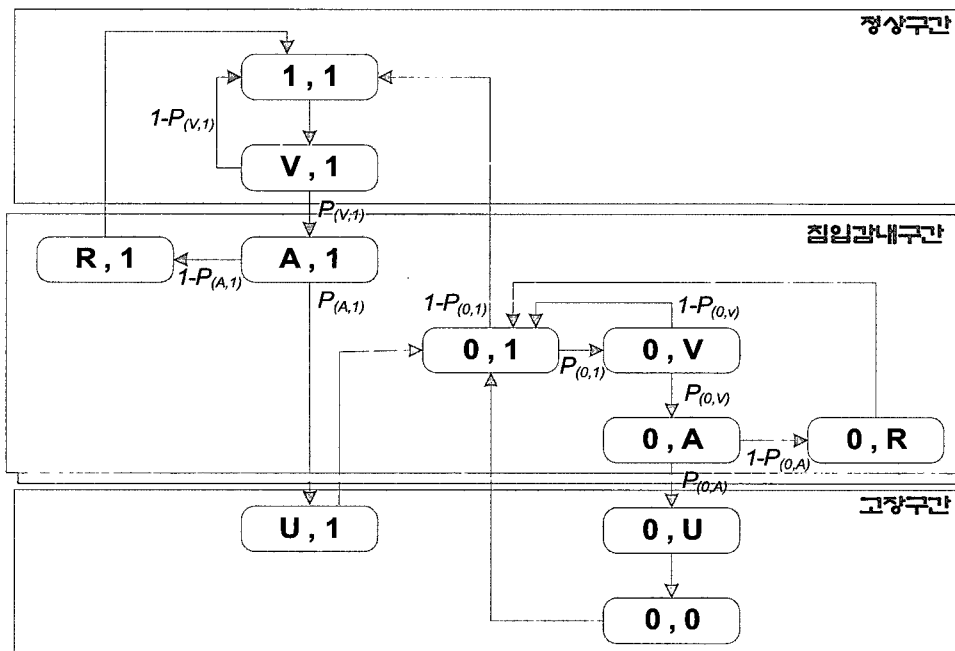 정상구간
1 , 1
1-P(V,1)
V , 1
P(V,1)
침입감내구간
R , 1
1-P(A,1)
A , 1
P(A,1)
1-P(0,1)
1-P(0,v)
0 , 1
P(0,1)
0 , V
P(0,V)
0 , A
1-P(0,A)
0 , R
P(0,A)
고장구간
U , 1
0 , U
0 , 0